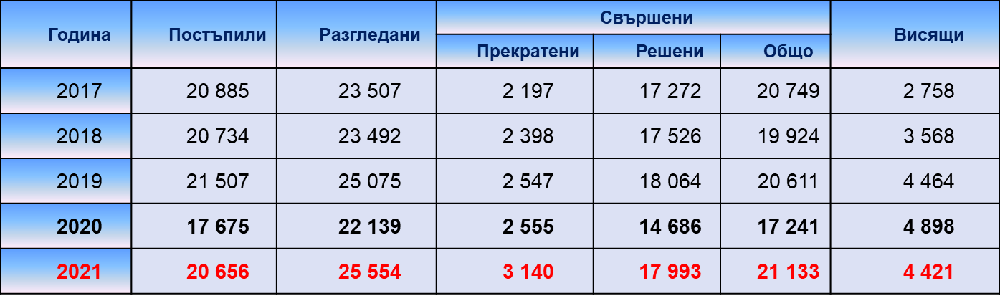 Година Постъпили Разгледани Свършени Висящи
Прекратени Решени Общо
2017 20 885 23 507 2 197 17 272 20 749 2 758
2018 20 734 23 492 2 398 17 526 19 924 3 568
2019 21 507 25 075 2 547 18 064 20 611 4 464
2020 17 675 22 139 2 555 14 686 17 241 4 898
2021 20 656 25 554 3 140 17 993 21 133 4 421